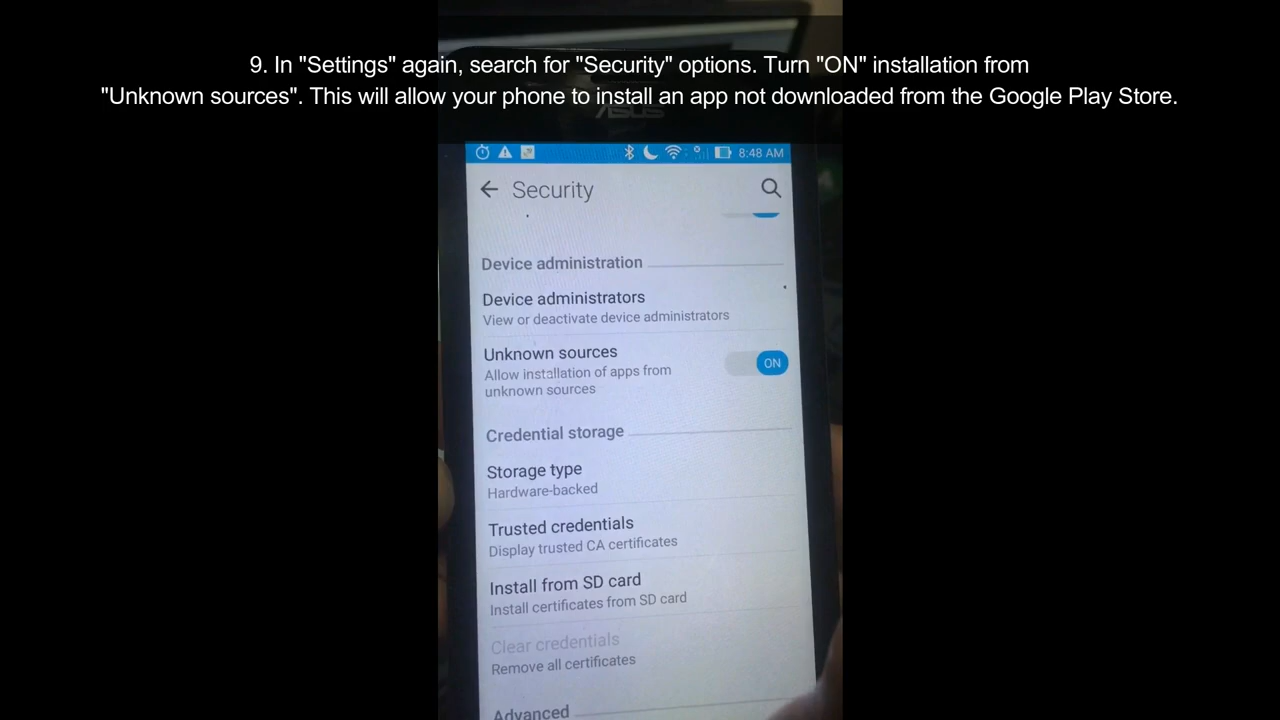 9. In "Settings" again, search for "Security" options. Turn "ON" installation from
"Unknown sources". This will allow your phone to install an app not downloaded from the Google Play Store.
ASUS
8:48 AM
Security
Device administration
Device administrators
View or deactivate device administrators
Unknown sources
ON
Allow installation of apps from
unknown sources
Credential storage
Storage type
Hardware-backed
Trusted credentials
Display trusted CA certificates
Install from SD card
Install certificates from SD card
Clear credentials
Remove all certificates
Advanced